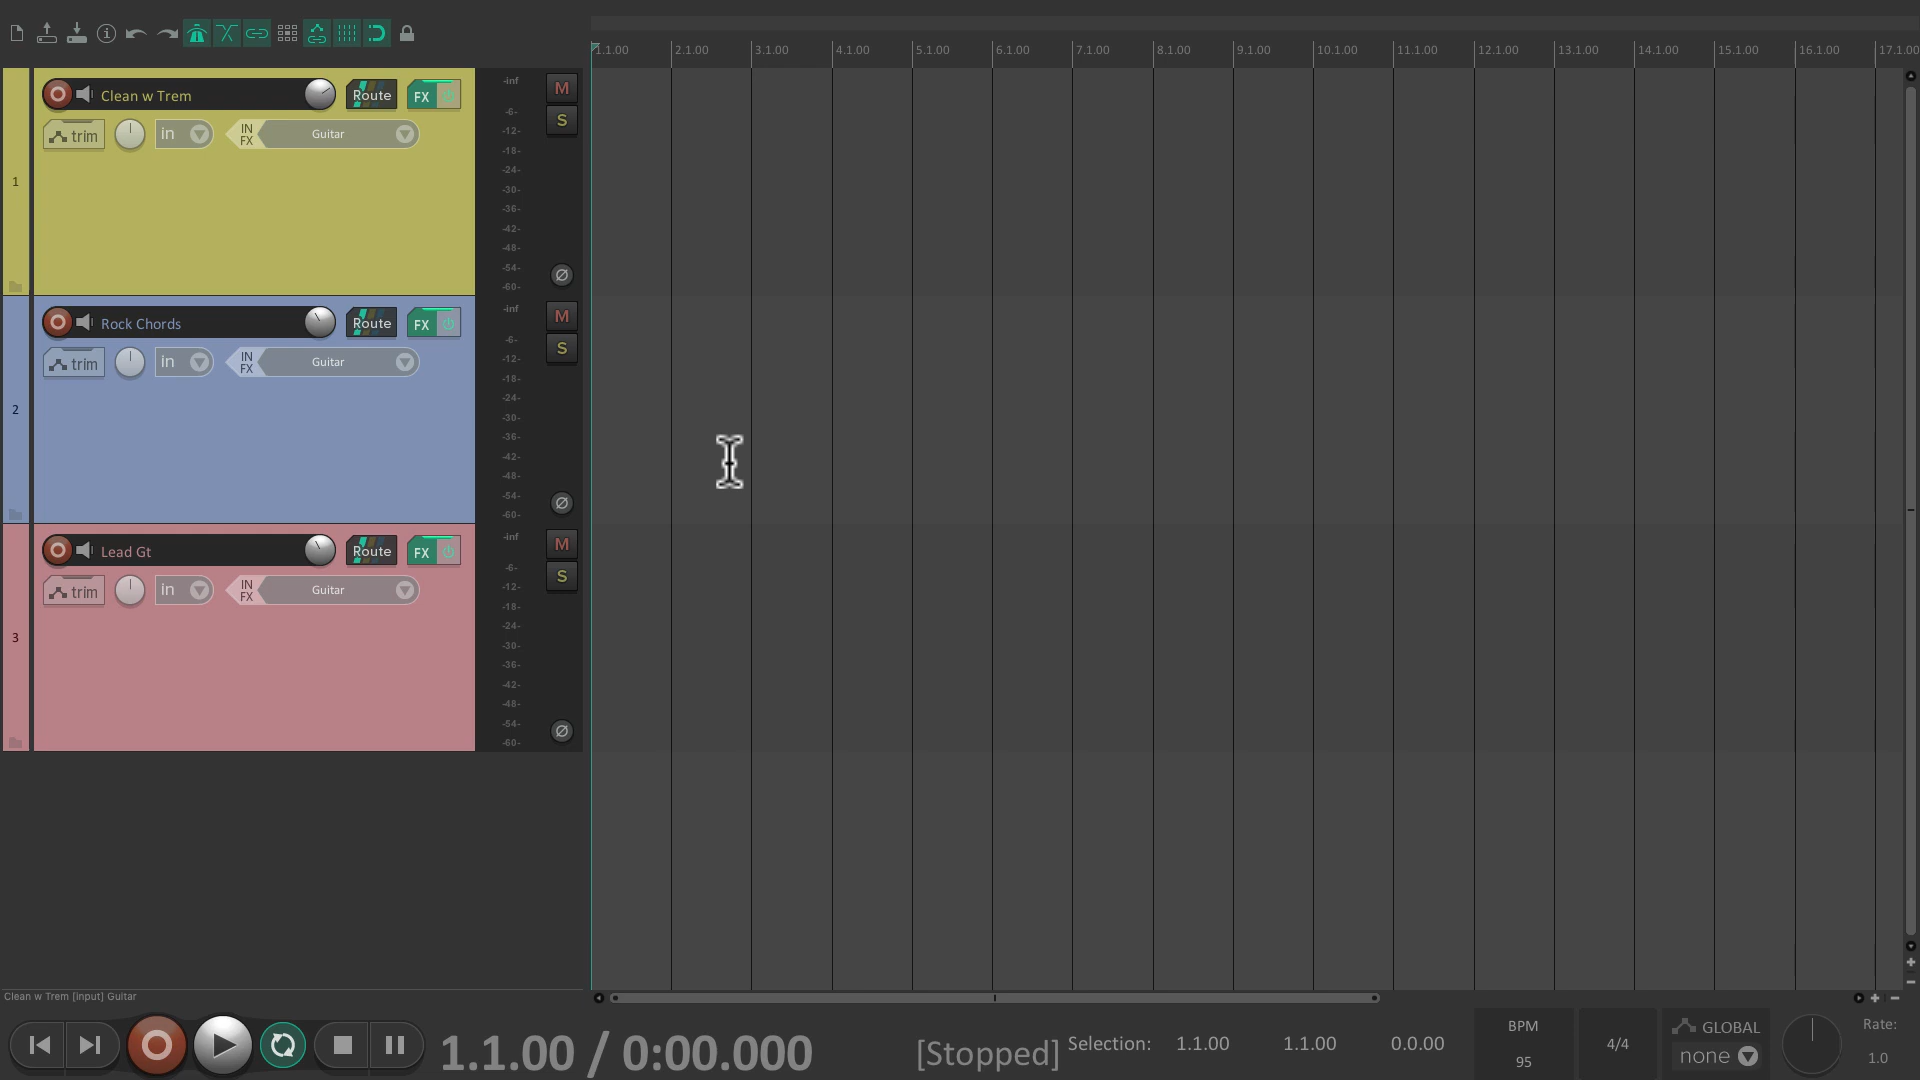 1.1.00 2.1.00 3.1.00 4.1.00 5.1.00 6.1.00 7.1.00 8.1.00 9.1.00 10.1.00 11.1.00 12.1.00 13.1.00 14.1.00 15.1.00 16.1.00 17.1.00
1
Clean w Trem
Route
FX
trim
in
IN
FX
Guitar
-inf
-6-
-12-
-18-
-24-
-30-
-36-
-42-
-48-
-54-
-60-
M
S
2
Rock Chords
Route
FX
trim
in
IN
FX
Guitar
-inf
-6-
-12-
-18-
-24-
-30-
-36-
-42-
-48-
-54-
-60-
M
S
3
Lead Gt
Route
FX
trim
in
IN
FX
Guitar
-inf
-6-
-12-
-18-
-24-
-30-
-36-
-42-
-48-
-54-
-60-
M
S
Clean w Trem [input] Guitar
1.1.00 / 0:00.000
[Stopped]
Selection: 1.1.00 1.1.00 0.0.00
BPM
95
4/4
GLOBAL
none
Rate:
1.0